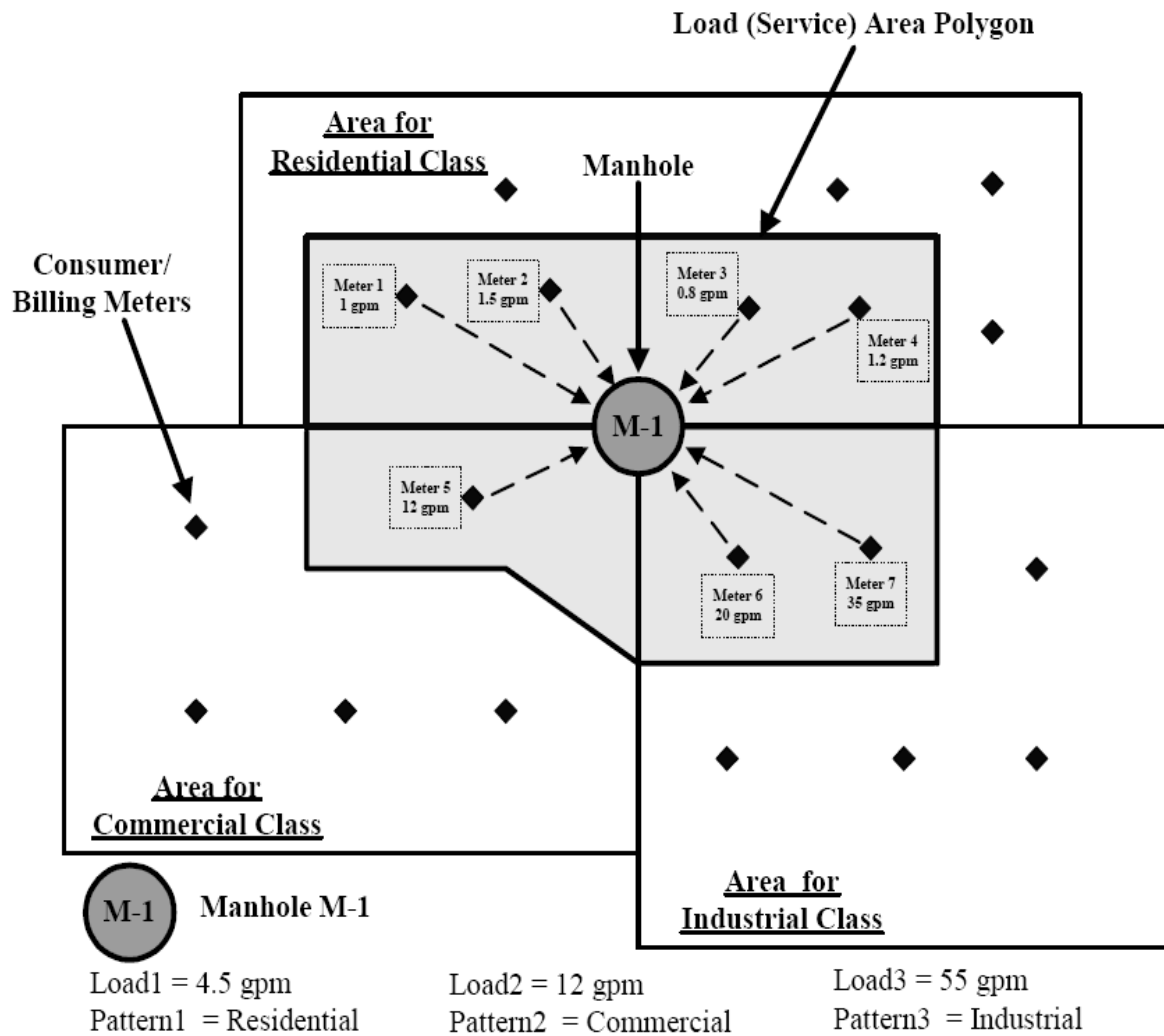 Load (Service) Area Polygon
Area for
Residential Class
Manhole
Consumer/
Billing Meters
Meter 1
1 gpm
Meter 2
1.5 gpm
Meter 3
0.8 gpm
Meter 4
1.2 gpm
M-1
Meter 5
12 gpm
Meter 6
20 gpm
Meter 7
35 gpm
Area for
Commercial Class
Area for
Industrial Class
M-1
Manhole M-1
Load1 = 4.5 gpm
Pattern1 = Residential
Load2 = 12 gpm
Pattern2 = Commercial
Load3 = 55 gpm
Pattern3 = Industrial